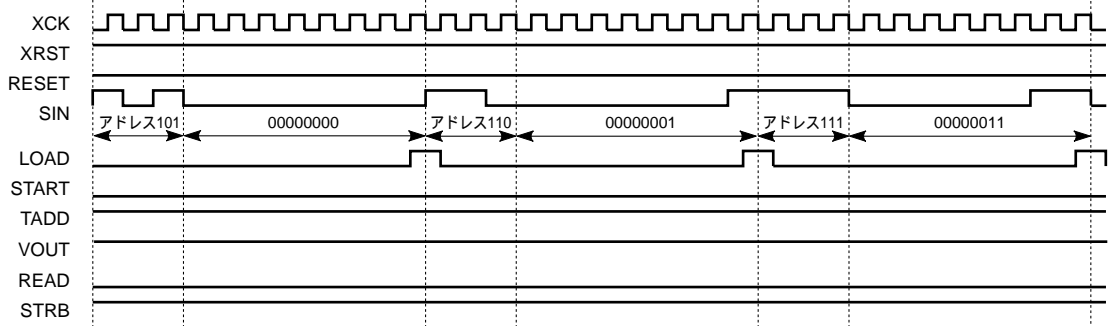 XCK
XRST
RESET
SIN
アドレス101 00000000 アドレス110 00000001 アドレス111 00000011
LOAD
START
TADD
VOUT
READ
STRB